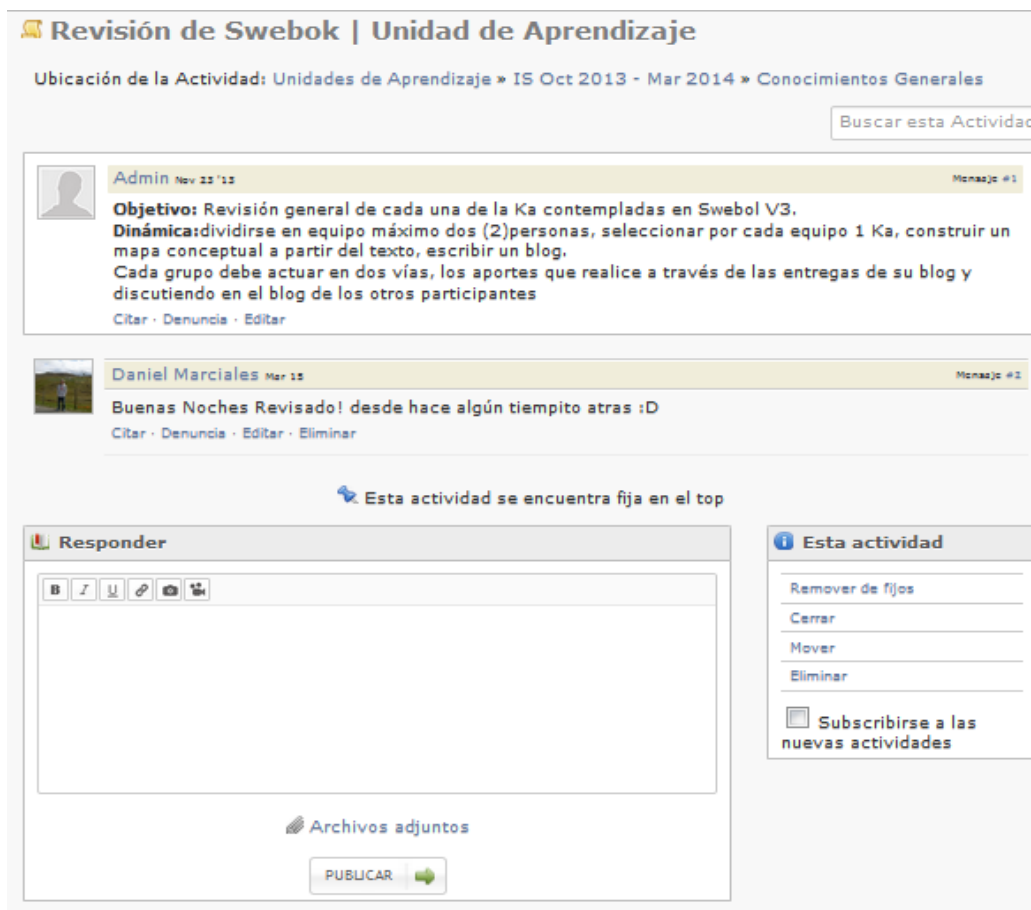 Revisión de Swebok | Unidad de Aprendizaje
Ubicación de la Actividad: Unidades de Aprendizaje » IS Oct 2013 - Mar 2014 » Conocimientos Generales
Buscar esta Actividad
Admin Nov 23 '13 Mensaje #1
Objetivo: Revisión general de cada una de la Ka contempladas en Swebol V3.
Dinámica:dividirse en equipo máximo dos (2)personas, seleccionar por cada equipo 1 Ka, construir un
mapa conceptual a partir del texto, escribir un blog.
Cada grupo debe actuar en dos vías, los aportes que realice a través de las entregas de su blog y
discutiendo en el blog de los otros participantes
Citar · Denuncia · Editar
Daniel Marciales Mar 15 Mensaje #2
Buenas Noches Revisado! desde hace algún tiempito atras :D
Citar · Denuncia · Editar · Eliminar
Esta actividad se encuentra fija en el top
Responder
B I U
Archivos adjuntos
PUBLICAR
Esta actividad
Remover de fijos
Cerrar
Mover
Eliminar
Subscribirse a las
nuevas actividades